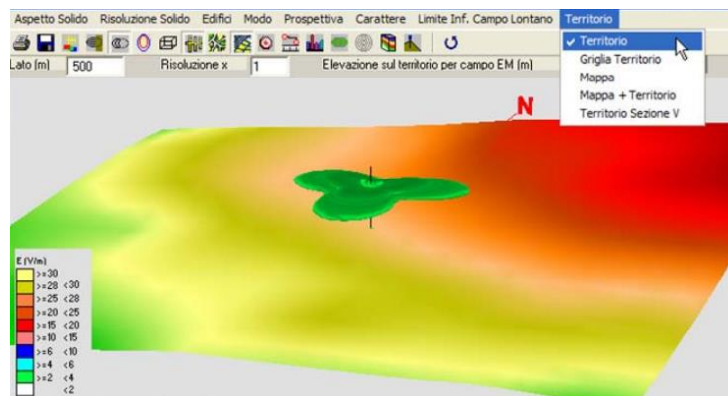 Aspetto Solido Risoluzione Solido Edifici Modo Prospettiva Carattere Limite Inf. Campo Lontano Territorio
Lato (m) 500 Risoluzione x 1 Elevazione sul territorio per campo EM (m)
Territorio
Griglia Territorio
Mappa
Mappa + Territorio
Territorio Sezione V
N
E (V/m)
>=30
>=28 <30
>=25 <28
>=20 <25
>=15 <20
>=10 <15
>=6 <10
>=4 <6
>=2 <4
<2